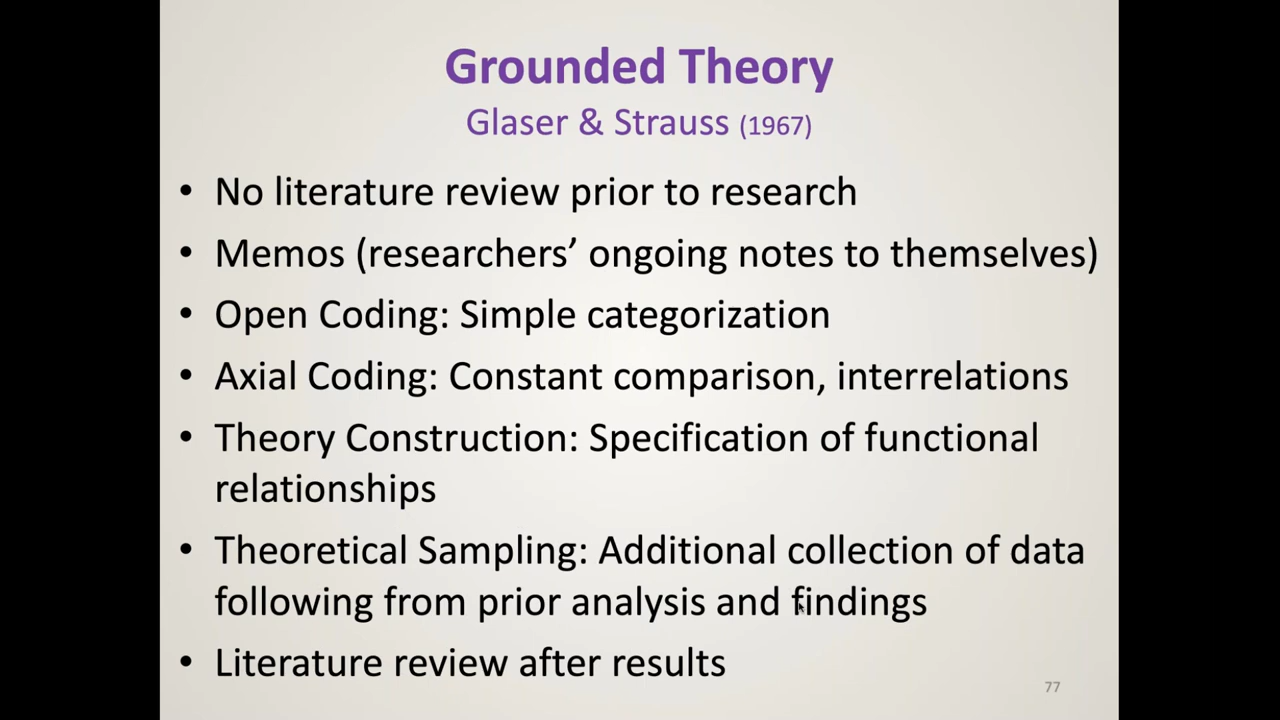 Grounded Theory
Glaser & Strauss (1967)
• No literature review prior to research
• Memos (researchers’ ongoing notes to themselves)
• Open Coding: Simple categorization
• Axial Coding: Constant comparison, interrelations
• Theory Construction: Specification of functional
relationships
• Theoretical Sampling: Additional collection of data
following from prior analysis and findings
• Literature review after results
77